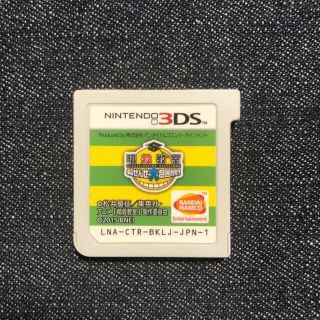 NINTENDO 3DS™
Produced by 株式会社バンダイナムコエンターテインメント
暗殺教室
殺せんせー大包囲網!!
BANDAI
NAMCO
Entertainment
©松井優征/集英社・
アニメ「暗殺教室」製作委員会
©2015 BNEI
LNA-CTR-BKLJ-JPN-1